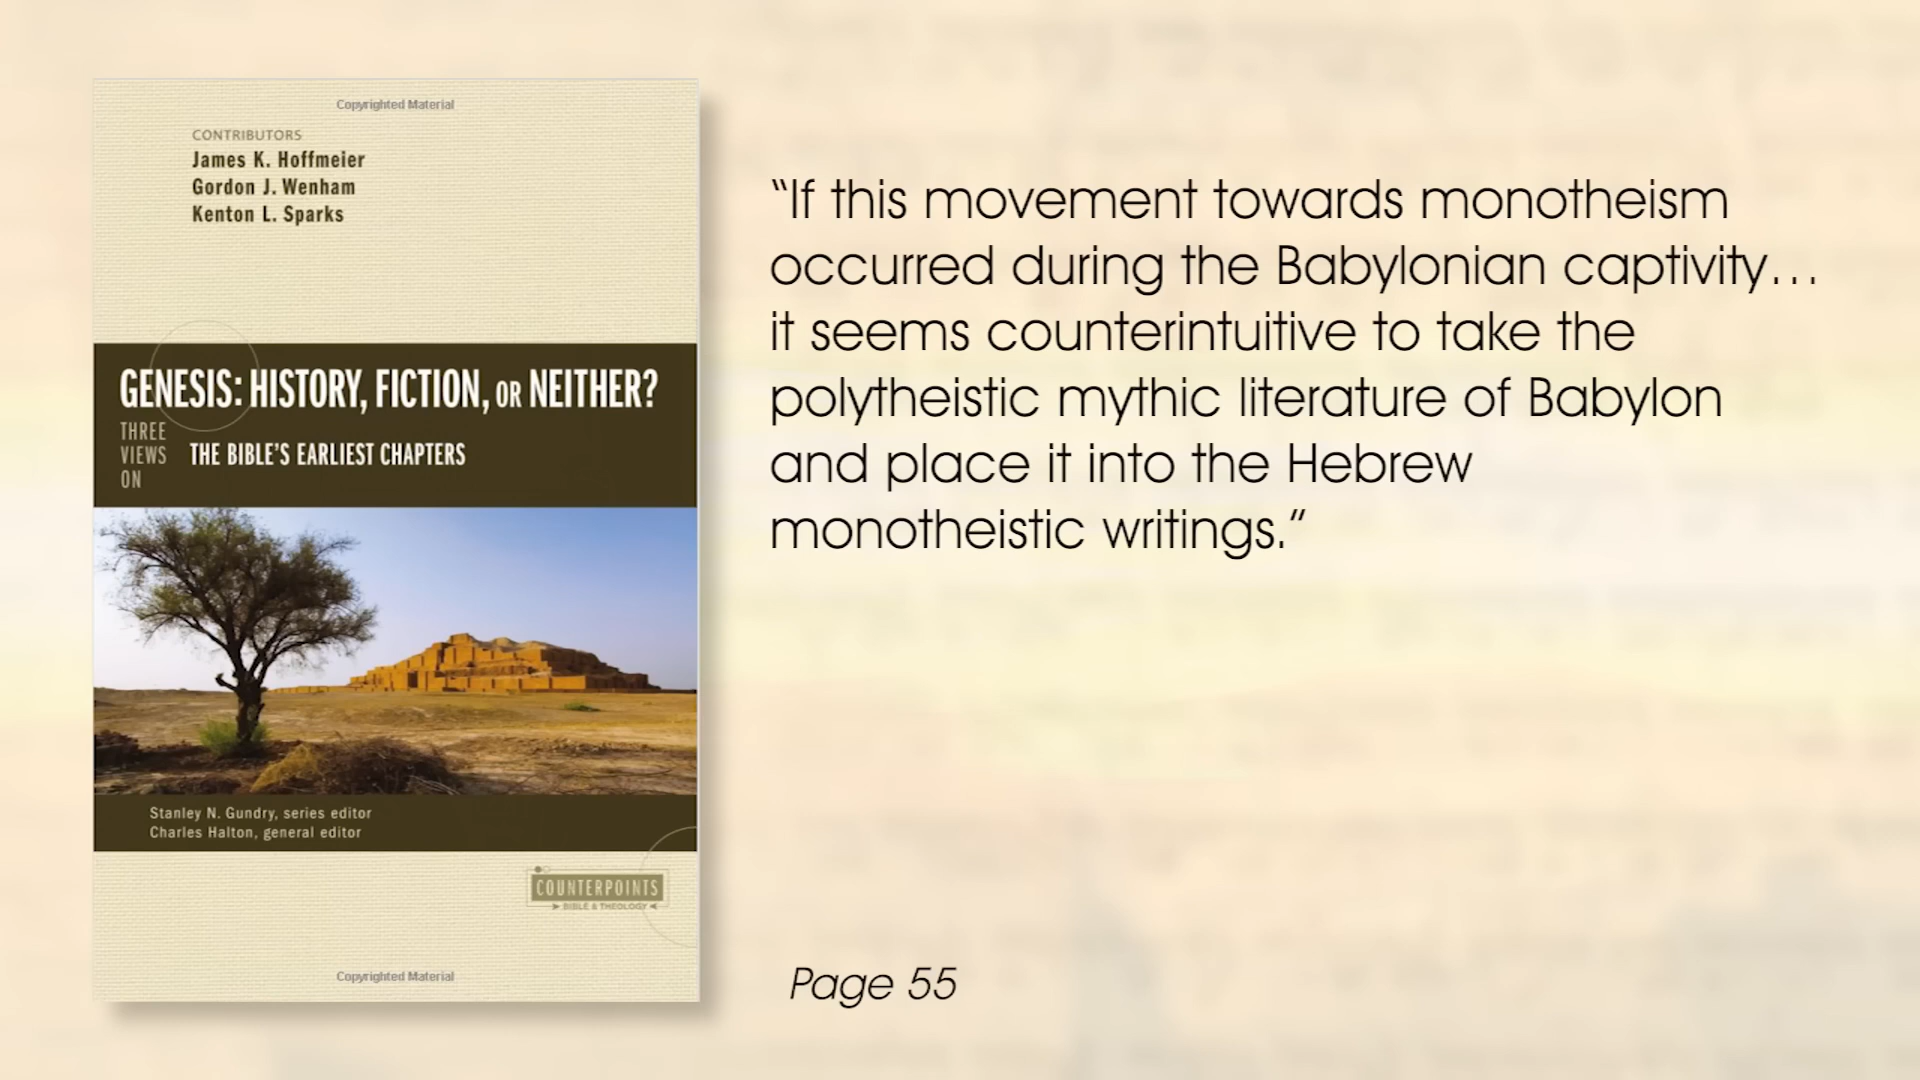 Copyrighted Material
CONTRIBUTORS
James K. Hoffmeier
Gordon J. Wenham
Kenton L. Sparks
GENESIS: HISTORY, FICTION, OR NEITHER?
THREE
VIEWS
ON
THE BIBLE'S EARLIEST CHAPTERS
Stanley N. Gundry, series editor
Charles Halton, general editor
COUNTERPOINTS
BIBLE & THEOLOGY
Copyrighted Material
“If this movement towards monotheism
occurred during the Babylonian captivity…
it seems counterintuitive to take the
polytheistic mythic literature of Babylon
and place it into the Hebrew
monotheistic writings.”
Page 55